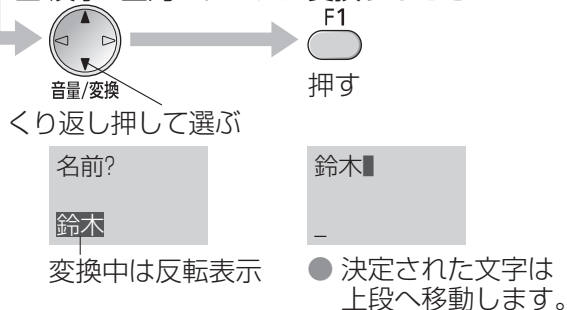 F1
音量/変換
押す
くり返し押して選ぶ
名前?
鈴木
鈴木
_
変換中は反転表示
● 決定された文字は
上段へ移動します。